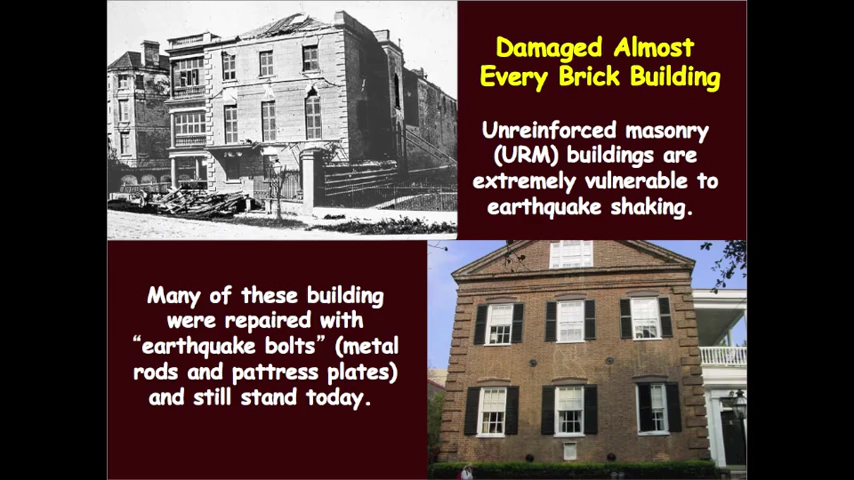 Damaged Almost
Every Brick Building
Unreinforced masonry
(URM) buildings are
extremely vulnerable to
earthquake shaking.
Many of these building
were repaired with
“earthquake bolts” (metal
rods and pattress plates)
and still stand today.